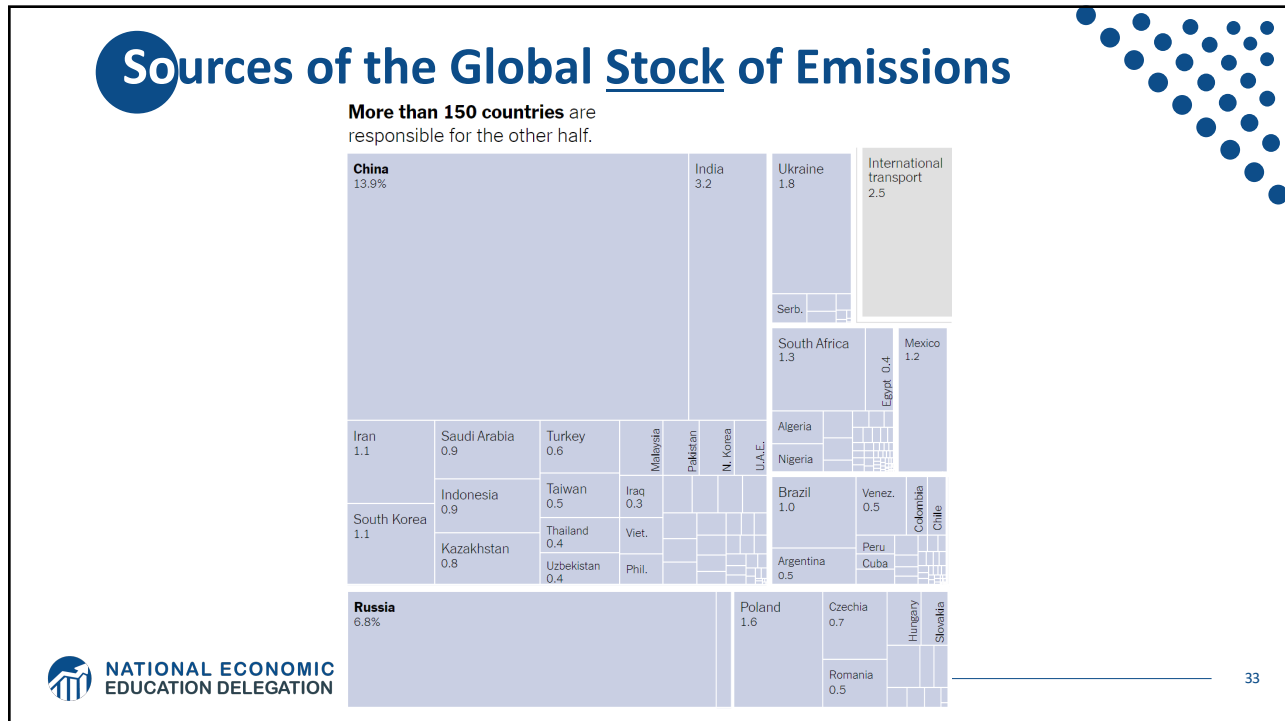 Sources of the Global Stock of Emissions
More than 150 countries are
responsible for the other half.
China
13.9%
India
3.2
Ukraine
1.8
International
transport
2.5
Serb.
South Africa
1.3
Egypt 0.4
Mexico
1.2
Algeria
Nigeria
Iran
1.1
Saudi Arabia
0.9
Turkey
0.6
Malaysia
Pakistan
N. Korea
U.A.E.
Indonesia
0.9
Taiwan
0.5
Iraq
0.3
South Korea
1.1
Kazakhstan
0.8
Thailand
0.4
Viet.
Uzbekistan
0.4
Phil.
Brazil
1.0
Venez.
0.5
Colombia
Chile
Peru
Argentina
0.5
Cuba
Russia
6.8%
Poland
1.6
Czechia
0.7
Hungary
Slovakia
Romania
0.5
NATIONAL ECONOMIC
EDUCATION DELEGATION
33